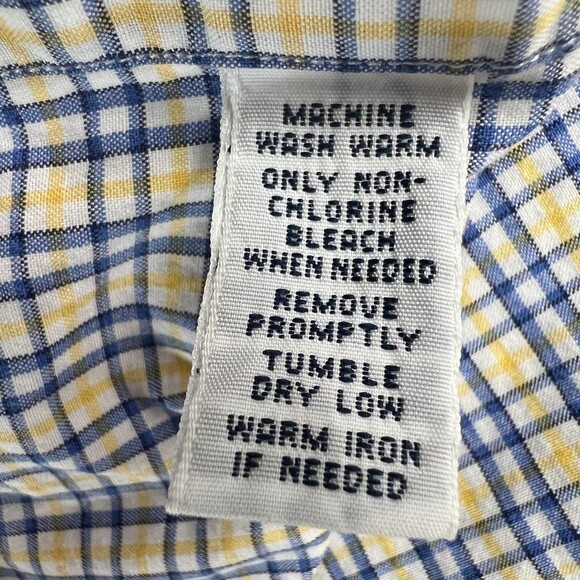 MACHINE
WASH WARM
ONLY NON-
CHLORINE
BLEACH
WHEN NEEDED
REMOVE
PROMPTLY
TUMBLE
DRY LOW
WARM IRON
IF NEEDED